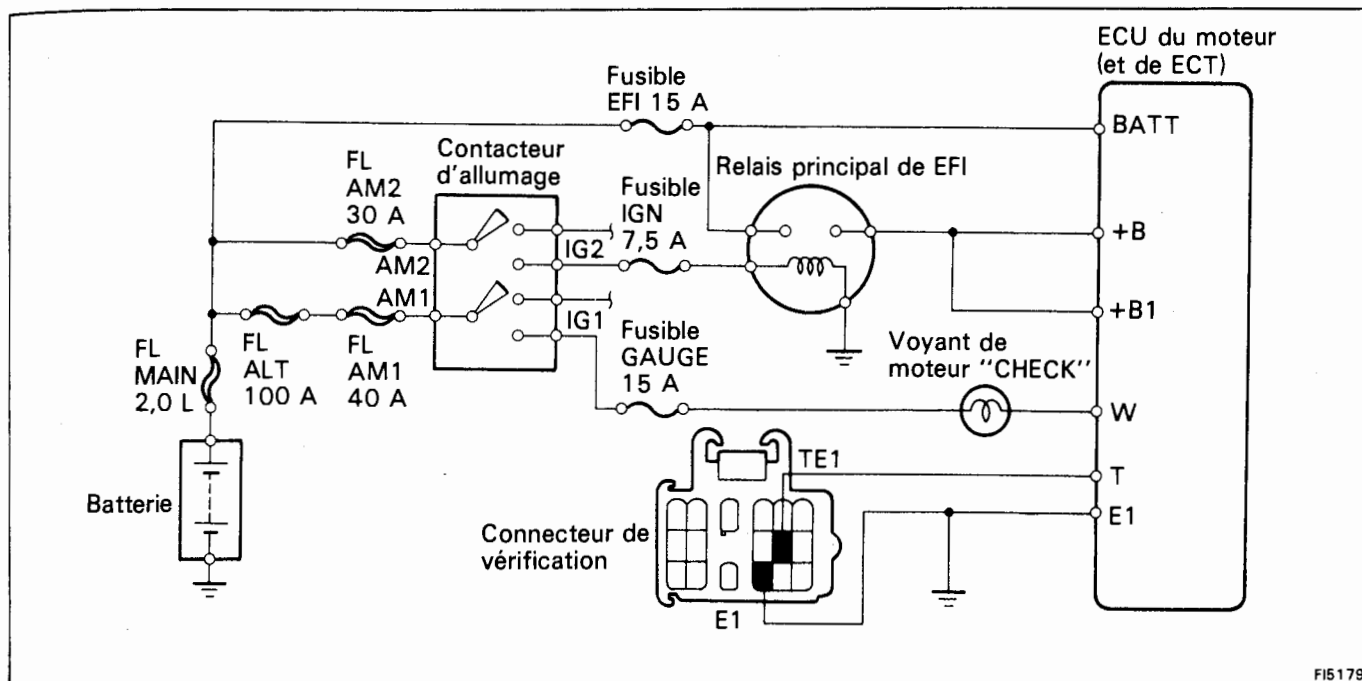 ECU du moteur
(et de ECT)
Fusible
EFI 15 A
BATT
Contacteur
d'allumage
Relais principal de EFI
FL
AM2
30 A
Fusible
IGN
7,5 A
+B
IG2
AM2
AM1
IG1
+B1
Fusible
GAUGE
15 A
Voyant de
moteur "CHECK"
FL
MAIN
2,0 L
FL
ALT
100 A
FL
AM1
40 A
W
TE1
T
Batterie
Connecteur de
vérification
E1
E1
FI5179